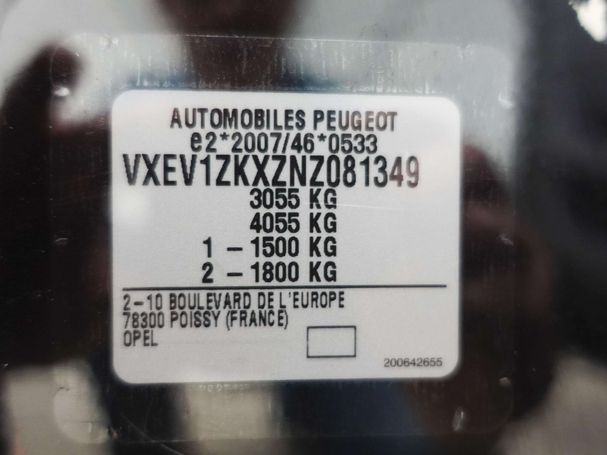 AUTOMOBILES PEUGEOT
e2*2007/46*0533
VXEV1ZKXZNZ081349
3055 KG
4055 KG
1 - 1500 KG
2 - 1800 KG
2-10 BOULEVARD DE L'EUROPE
78300 POISSY (FRANCE)
OPEL
200642655